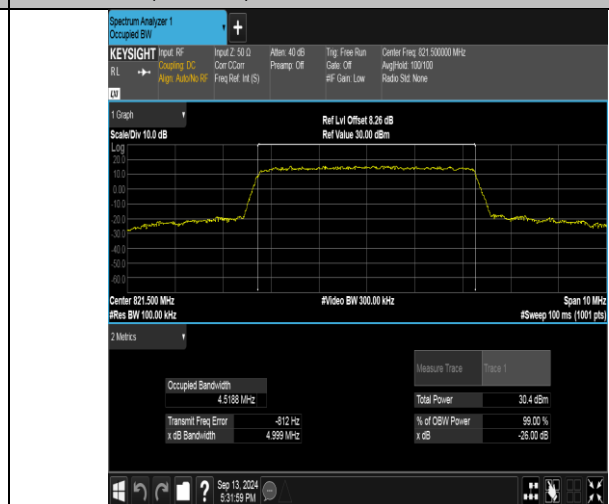 Spectrum Analyzer 1
Occupied BW
+
KEYSIGHT Input: RF Input Z: 50 Ω Atten: 40 dB Trig: Free Run Center Freq: 821.500000 MHz
RL Coupling: DC Corr CCorr Preamp: Off Gate: Off Avg|Hold: 100/100
Align: Auto/No RF Freq Ref: Int (S) #IF Gain: Low Radio Std: None
1 Graph
Scale/Div 10.0 dB
Ref Lvl Offset 8.26 dB
Ref Value 30.00 dBm
Log
20.0
10.0
0.00
-10.0
-20.0
-30.0
-40.0
-50.0
-60.0
Center 821.500 MHz #Video BW 300.00 kHz Span 10 MHz
#Res BW 100.00 kHz #Sweep 100 ms (1001 pts)
2 Metrics
Measure Trace Trace 1
Occupied Bandwidth
4.5188 MHz
Total Power 30.4 dBm
Transmit Freq Error -812 Hz % of OBW Power 99.00 %
x dB Bandwidth 4.999 MHz x dB -26.00 dB
? Sep 13, 2024
5:31:59 PM